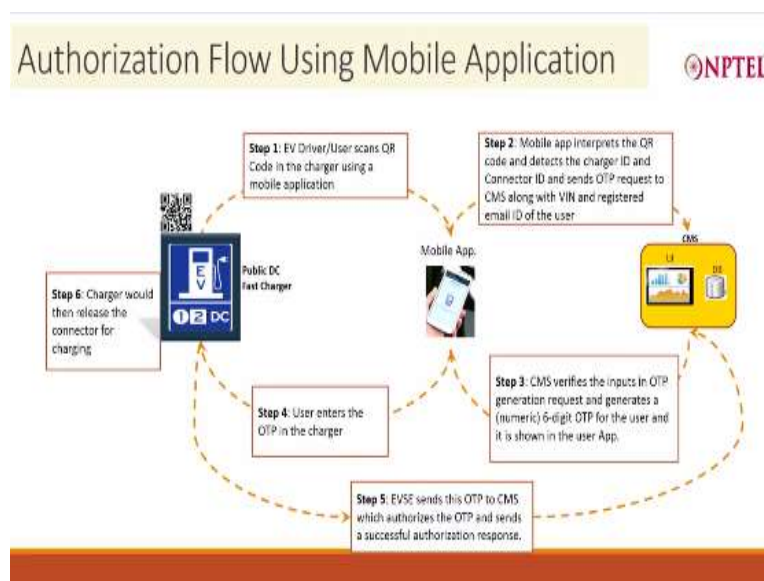 Authorization Flow Using Mobile Application
NPTEL
Step 1: EV Driver/User scans QR
Code in the charger using a
mobile application
Step 2: Mobile app interprets the QR
code and detects the charger ID and
Connector ID and sends OTP request to
CMS along with VIN and registered
email ID of the user
Mobile App.
CMS
UI
DB
EV
1 2 DC
Public DC
Fast Charger
Step 6: Charger would
then release the
connector for
charging
Step 3: CMS verifies the inputs in OTP
generation request and generates a
(numeric) 6-digit OTP for the user and
it is shown in the user App.
Step 4: User enters the
OTP in the charger
Step 5: EVSE sends this OTP to CMS
which authorizes the OTP and sends
a successful authorization response.